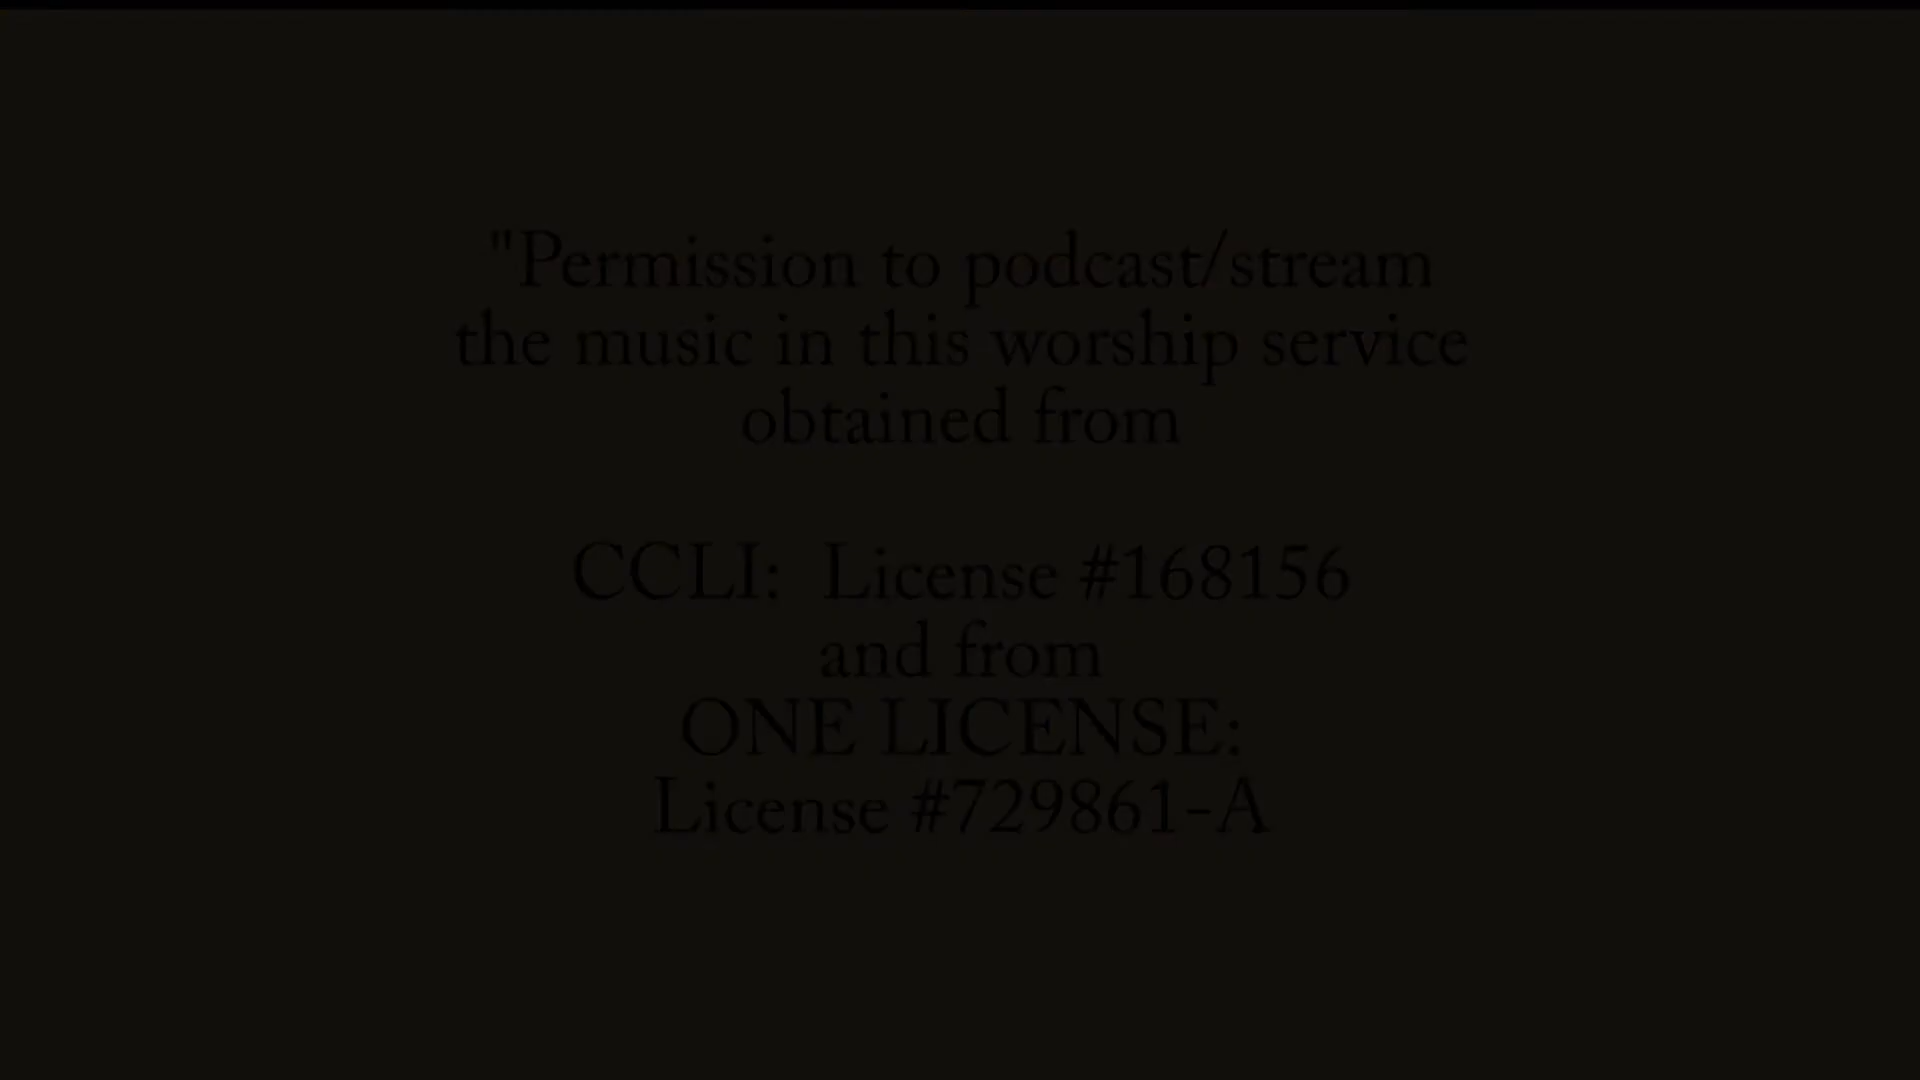 "Permission to podcast/stream
the music in this worship service
obtained from
CCLI:  License #168156
and from
ONE LICENSE:
License #729861-A